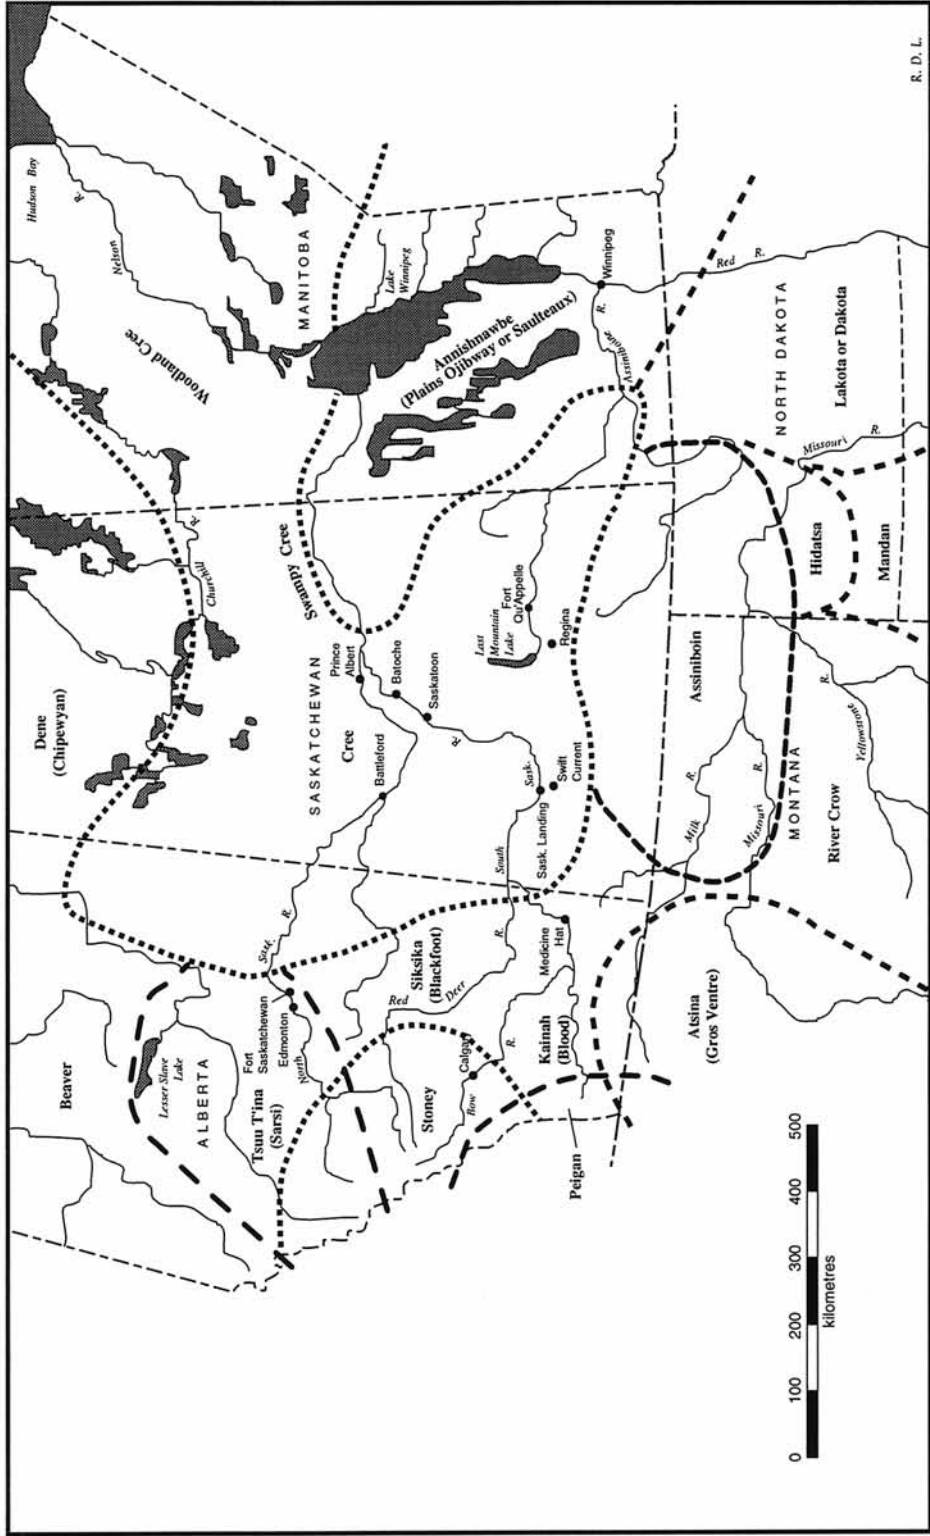 Beaver
Dene
(Chipewyan)
Woodland Cree
Nelson
R.
Hudson Bay
Lesser Slave
Lake
ALBERTA
Tsuu T'ina
(Sarsi)
Fort
Saskatchewan
Edmonton
North
Sask.
R.
SASKATCHEWAN
Cree
Battleford
Prince
Albert
Batoche
Saskatoon
R.
Swampy Cree
Churchill
R.
MANITOBA
Lake
Winnipeg
Annishnawbe
(Plains Ojibway or Saulteaux)
Stoney
Calgary
Bow
R.
Red
Deer
R.
Siksika
(Blackfoot)
South
Sask.
Sask. Landing
Swift
Current
Medicine
Hat
Last
Mountain
Lake
Fort
Qu'Appelle
Regina
Assiniboine
R.
Winnipeg
Red
R.
Peigan
Kainah
(Blood)
Atsina
(Gros Ventre)
Milk
R.
Missouri
R.
MONTANA
Assiniboin
River Crow
Yellowstone
R.
Hidatsa
Mandan
Missouri
R.
NORTH DAKOTA
Lakota or Dakota
0
100
200
300
400
500
kilometres
R. D. L.